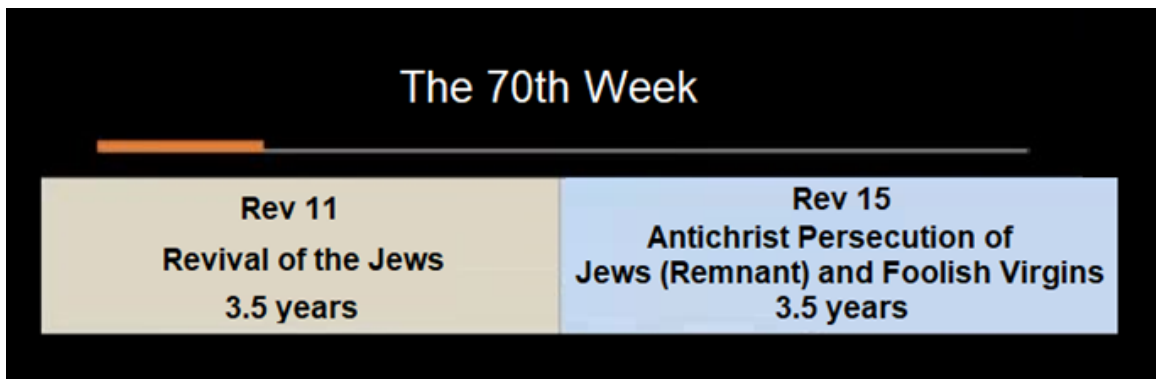 The 70th Week
Rev 11
Revival of the Jews
3.5 years
Rev 15
Antichrist Persecution of
Jews (Remnant) and Foolish Virgins
3.5 years